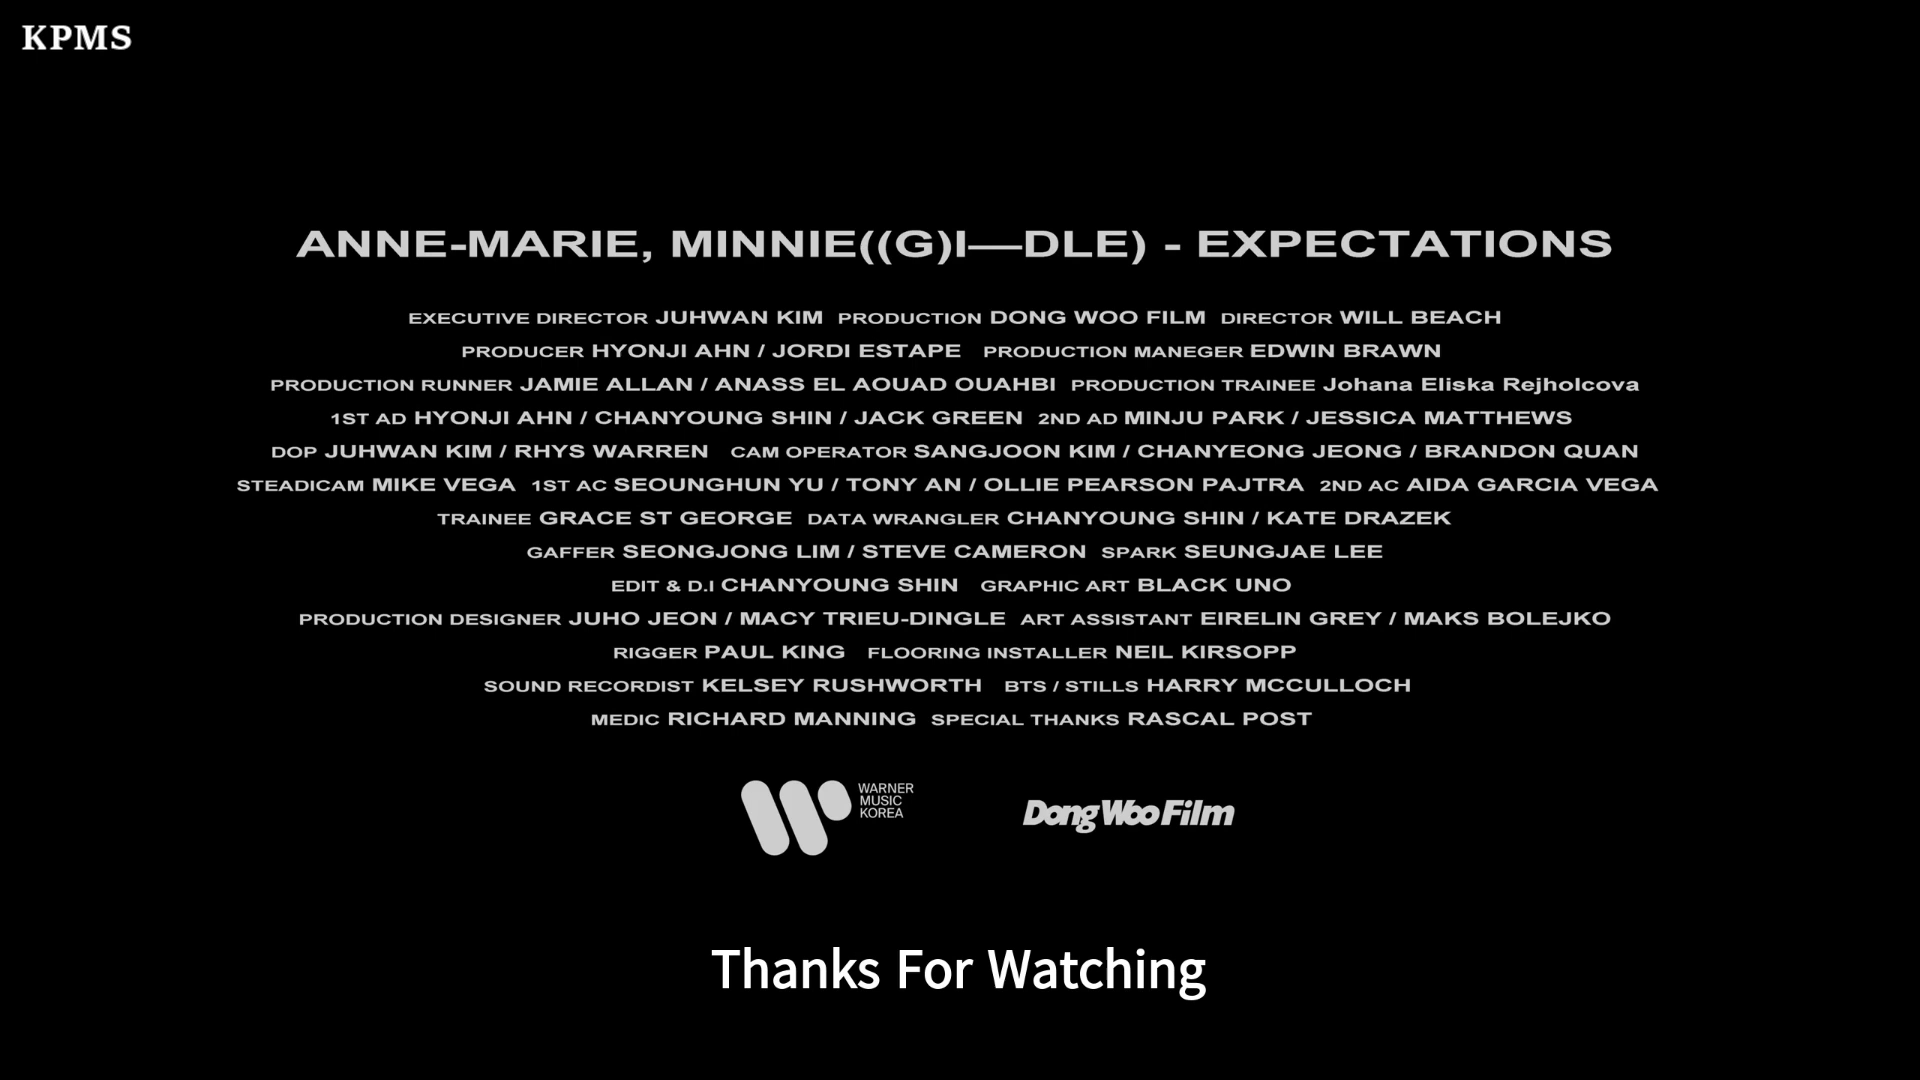 KPMS
ANNE-MARIE, MINNIE((G)I—DLE) - EXPECTATIONS
EXECUTIVE DIRECTOR JUHWAN KIM PRODUCTION DONG WOO FILM DIRECTOR WILL BEACH
PRODUCER HYONJI AHN / JORDI ESTAPE PRODUCTION MANEGER EDWIN BRAWN
PRODUCTION RUNNER JAMIE ALLAN / ANASS EL AOUAD OUAHBI PRODUCTION TRAINEE Johana Eliska Rejholcova
1ST AD HYONJI AHN / CHANYOUNG SHIN / JACK GREEN 2ND AD MINJU PARK / JESSICA MATTHEWS
DOP JUHWAN KIM / RHYS WARREN CAM OPERATOR SANGJOON KIM / CHANYEONG JEONG / BRANDON QUAN
STEADICAM MIKE VEGA 1ST AC SEOUNGHUN YU / TONY AN / OLLIE PEARSON PAJTRA 2ND AC AIDA GARCIA VEGA
TRAINEE GRACE ST GEORGE DATA WRANGLER CHANYOUNG SHIN / KATE DRAZEK
GAFFER SEONGJONG LIM / STEVE CAMERON SPARK SEUNGJAE LEE
EDIT & D.I CHANYOUNG SHIN GRAPHIC ART BLACK UNO
PRODUCTION DESIGNER JUHO JEON / MACY TRIEU-DINGLE ART ASSISTANT EIRELIN GREY / MAKS BOLEJKO
RIGGER PAUL KING FLOORING INSTALLER NEIL KIRSOPP
SOUND RECORDIST KELSEY RUSHWORTH BTS / STILLS HARRY MCCULLOCH
MEDIC RICHARD MANNING SPECIAL THANKS RASCAL POST
WARNER
MUSIC
KOREA
Dong Woo Film
Thanks For Watching